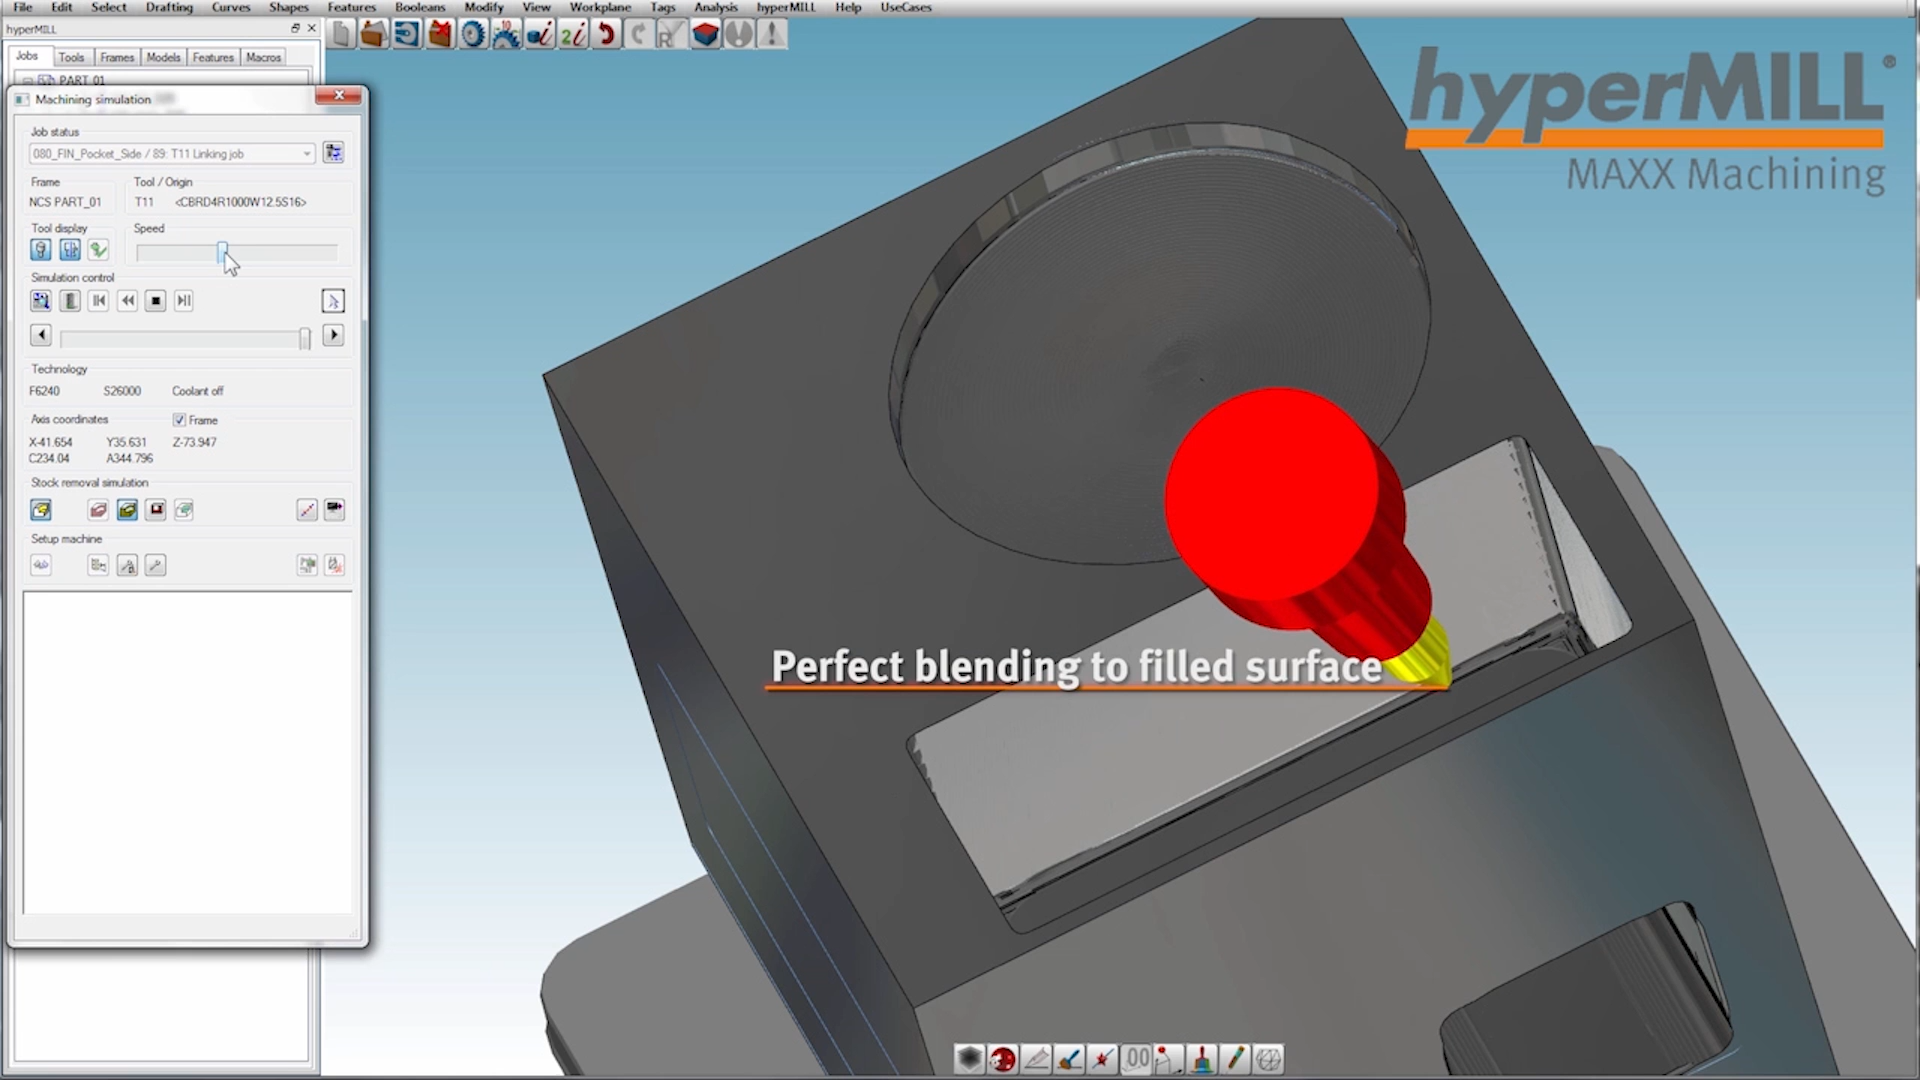 File Edit Select Drafting Curves Shapes Features Booleans Modify View Workplane Tags Analysis hyperMILL Help UseCases
hyperMILL
Jobs Tools Frames Models Features Macros
PART_01
Machining simulation
Job status
080_FIN_Pocket_Side / 89: T11 Linking job
Frame Tool / Origin
NCS PART_01 T11 <CBRD4R1000W12.5S16>
Tool display Speed
Simulation control
Technology
F6240 S26000 Coolant off
Axis coordinates Frame
X-41.654 Y35.631 Z-73.947
C234.04 A344.796
Stock removal simulation
Setup machine
hyperMILL®
MAXX Machining
Perfect blending to filled surface